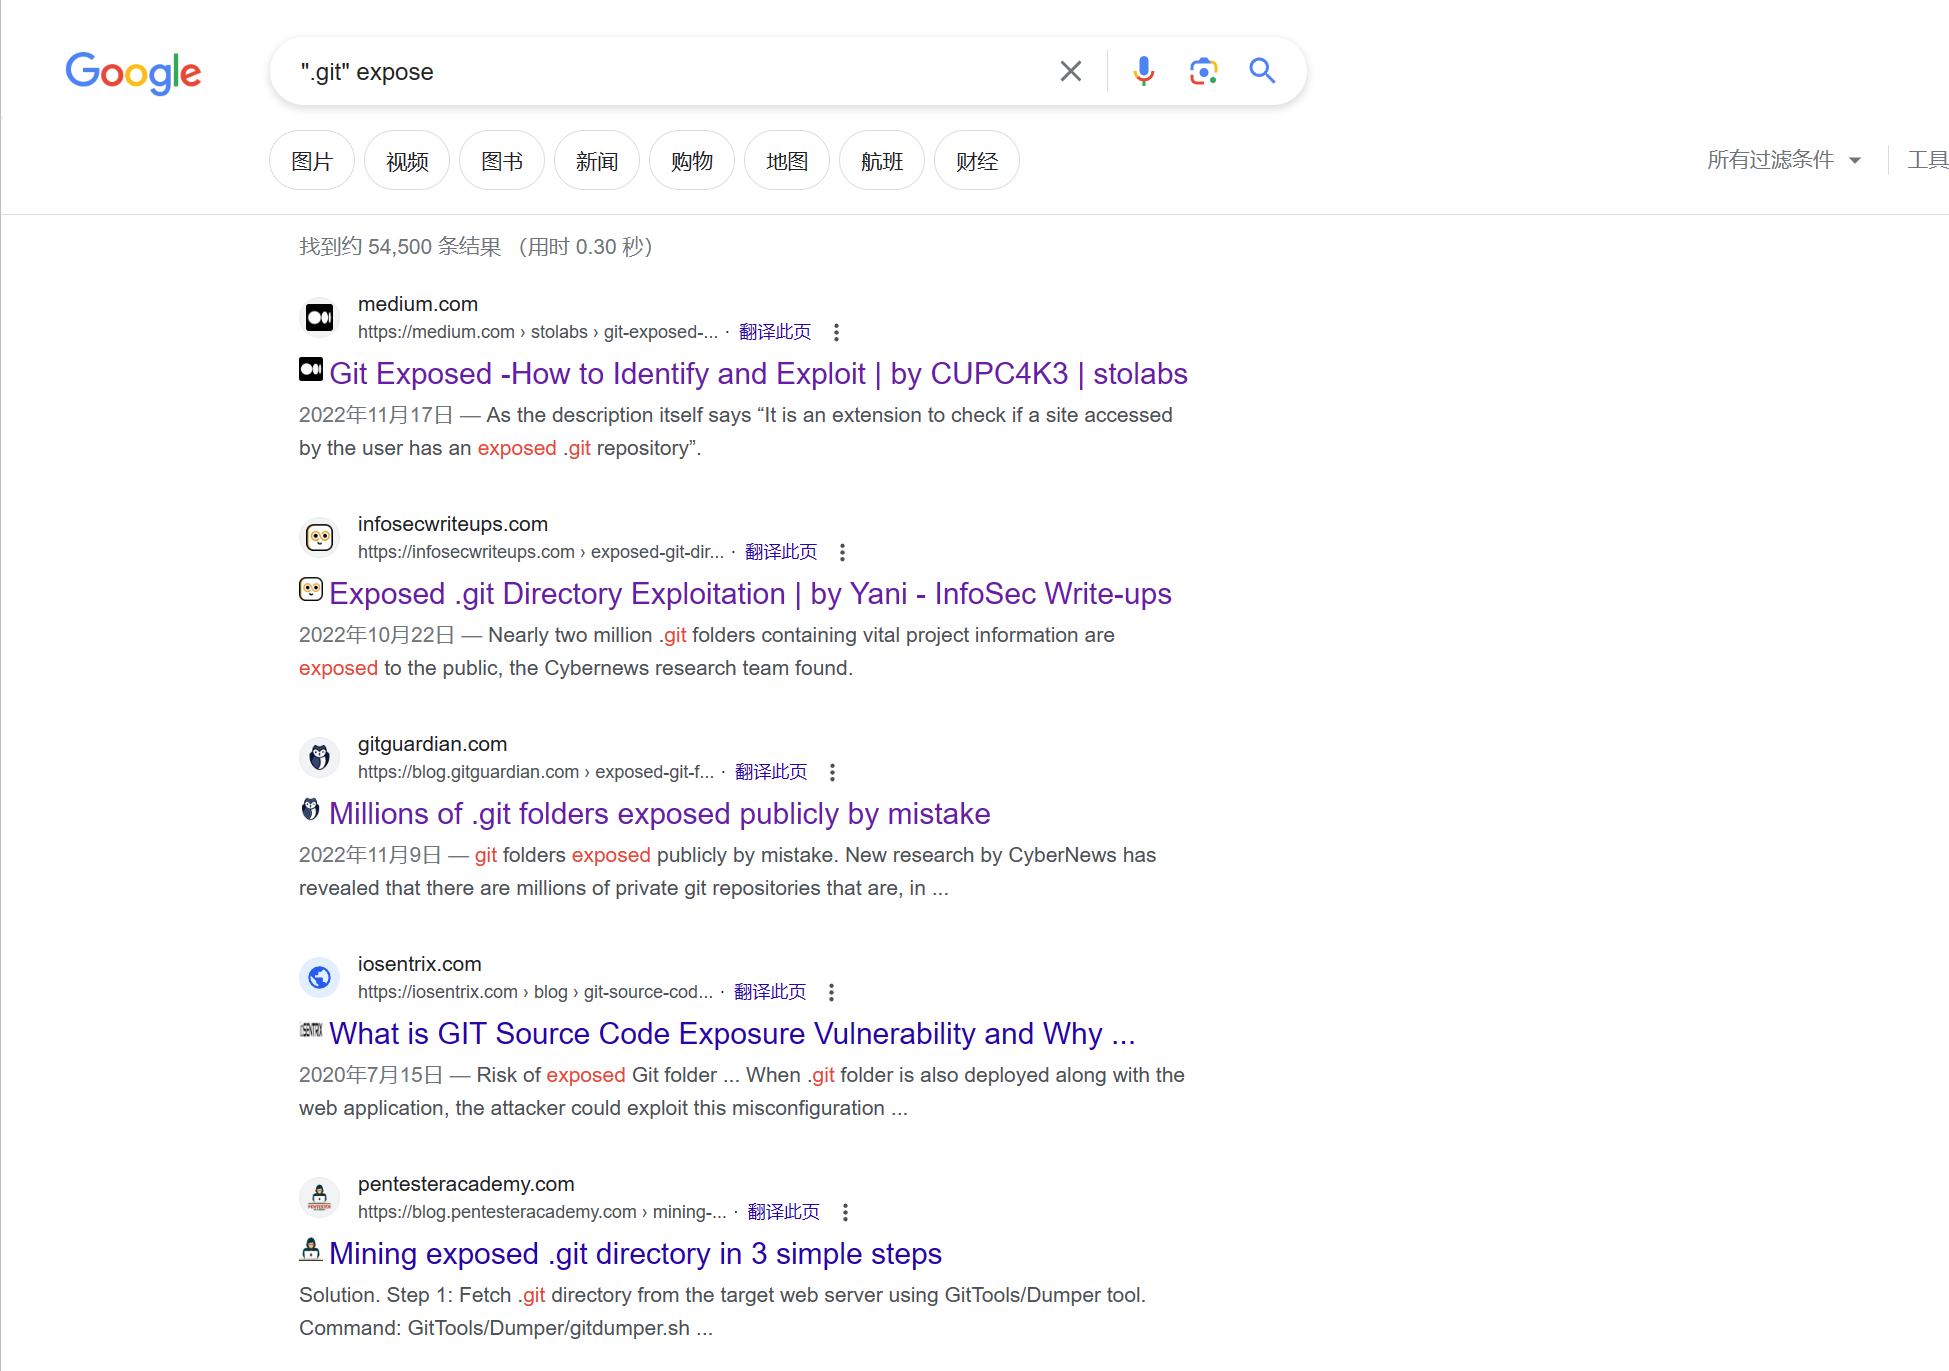 Google
".git" expose
图片
视频
图书
新闻
购物
地图
航班
财经
所有过滤条件
工具
找到约 54,500 条结果 （用时 0.30 秒）
medium.com
https://medium.com › stolabs › git-exposed-... · 翻译此页
Git Exposed -How to Identify and Exploit | by CUPC4K3 | stolabs
2022年11月17日 — As the description itself says “It is an extension to check if a site accessed
by the user has an exposed .git repository”.
infosecwriteups.com
https://infosecwriteups.com › exposed-git-dir... · 翻译此页
Exposed .git Directory Exploitation | by Yani - InfoSec Write-ups
2022年10月22日 — Nearly two million .git folders containing vital project information are
exposed to the public, the Cybernews research team found.
gitguardian.com
https://blog.gitguardian.com › exposed-git-f... · 翻译此页
Millions of .git folders exposed publicly by mistake
2022年11月9日 — git folders exposed publicly by mistake. New research by CyberNews has
revealed that there are millions of private git repositories that are, in ...
iosentrix.com
https://iosentrix.com › blog › git-source-cod... · 翻译此页
What is GIT Source Code Exposure Vulnerability and Why ...
2020年7月15日 — Risk of exposed Git folder ... When .git folder is also deployed along with the
web application, the attacker could exploit this misconfiguration ...
pentesteracademy.com
https://blog.pentesteracademy.com › mining-... · 翻译此页
Mining exposed .git directory in 3 simple steps
Solution. Step 1: Fetch .git directory from the target web server using GitTools/Dumper tool.
Command: GitTools/Dumper/gitdumper.sh ...